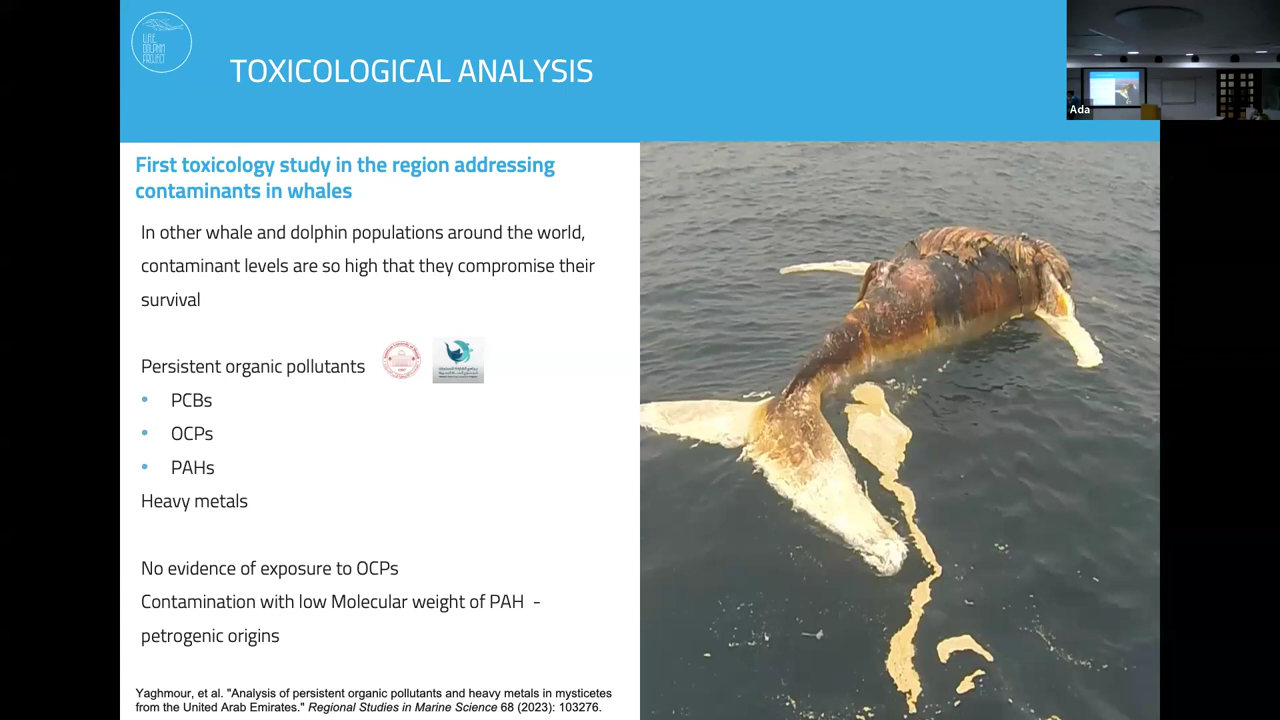 U.A.E.
DOLPHIN
PROJECT
TOXICOLOGICAL ANALYSIS
Ada
First toxicology study in the region addressing
contaminants in whales
In other whale and dolphin populations around the world,
contaminant levels are so high that they compromise their
survival
Persistent organic pollutants
• PCBs
• OCPs
• PAHs
Heavy metals
No evidence of exposure to OCPs
Contamination with low Molecular weight of PAH -
petrogenic origins
Yaghmour, et al. "Analysis of persistent organic pollutants and heavy metals in mysticetes
from the United Arab Emirates." Regional Studies in Marine Science 68 (2023): 103276.